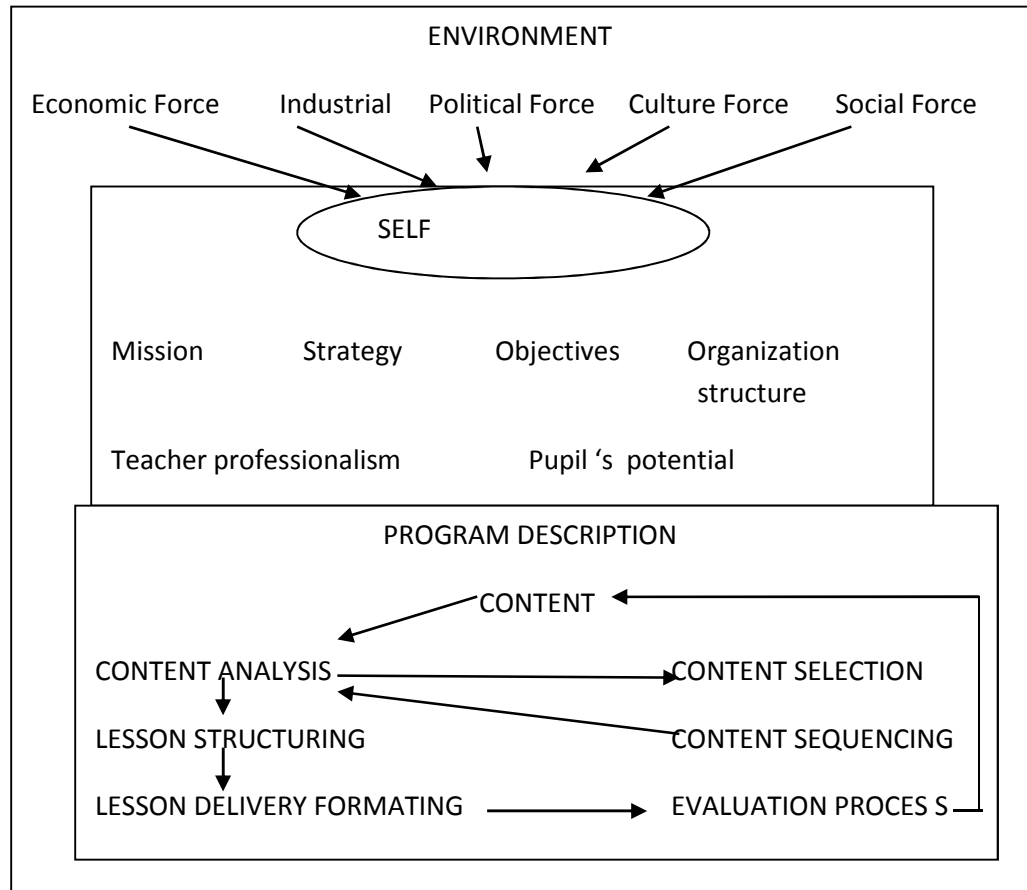 ENVIRONMENT
Economic Force Industrial Political Force Culture Force Social Force
SELF
Mission Strategy Objectives Organization
structure
Teacher professionalism Pupil ‘s potential
PROGRAM DESCRIPTION
CONTENT
CONTENT ANALYSIS CONTENT SELECTION
LESSON STRUCTURING CONTENT SEQUENCING
LESSON DELIVERY FORMATING EVALUATION PROCES S